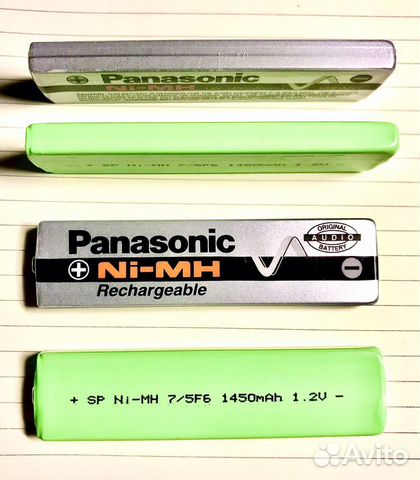 Panasonic
+ Ni-MH
+ SP Ni-MH 7/5F6 1450mAh 1.2V
Panasonic
+ Ni-MH
Rechargeable
ORIGINAL
AUDIO
BATTERY
+ SP Ni-MH 7/5F6 1450mAh 1.2V -
Avito